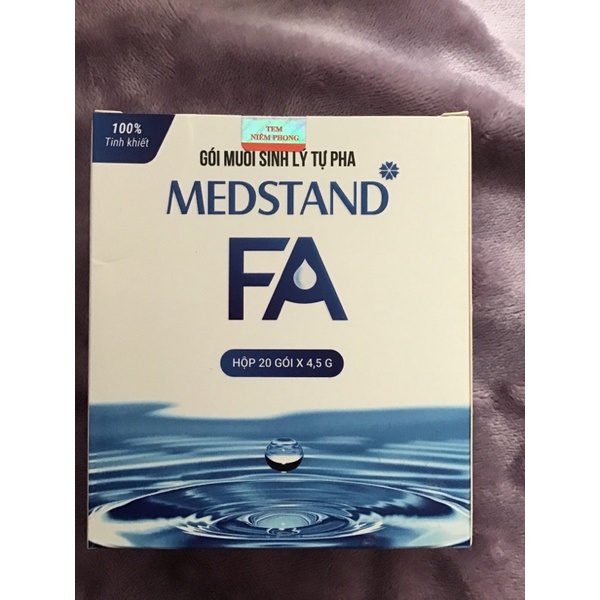 100%
Tinh khiết
TEM
NIÊM PHONG
GÓI MUỐI SINH LÝ TỰ PHA
MEDSTAND
FA
HỘP 20 GÓI X 4,5 G